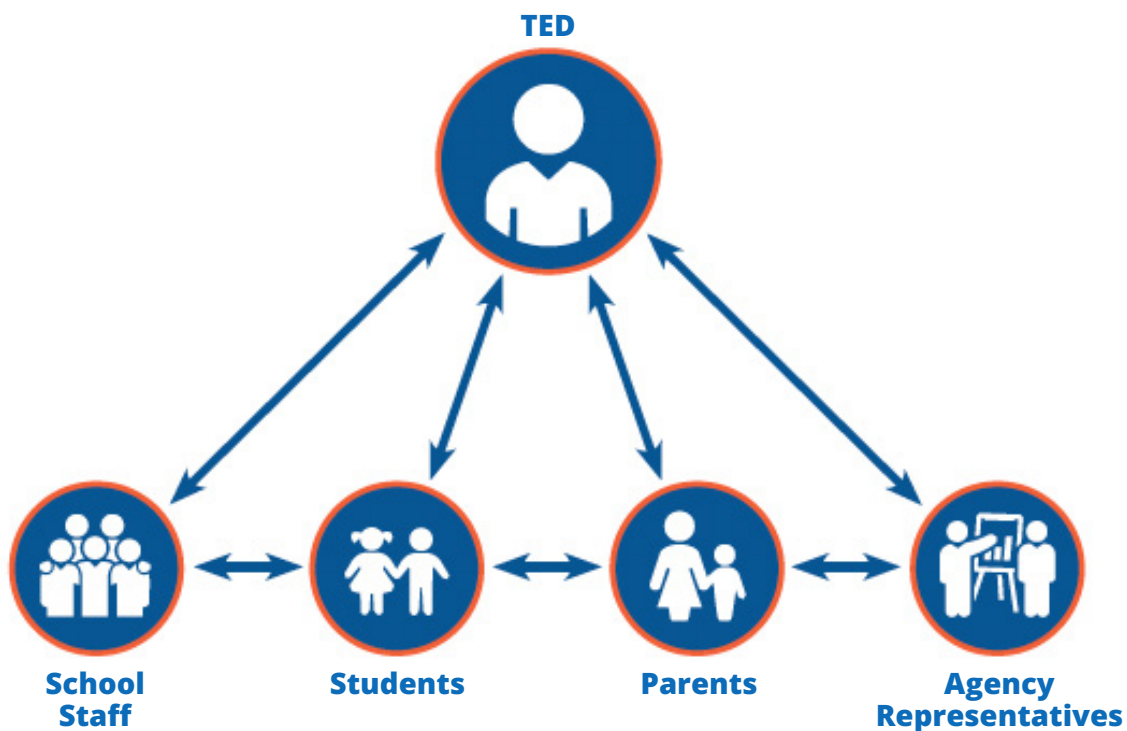 TED
School
Staff
Students
Parents
Agency
Representatives